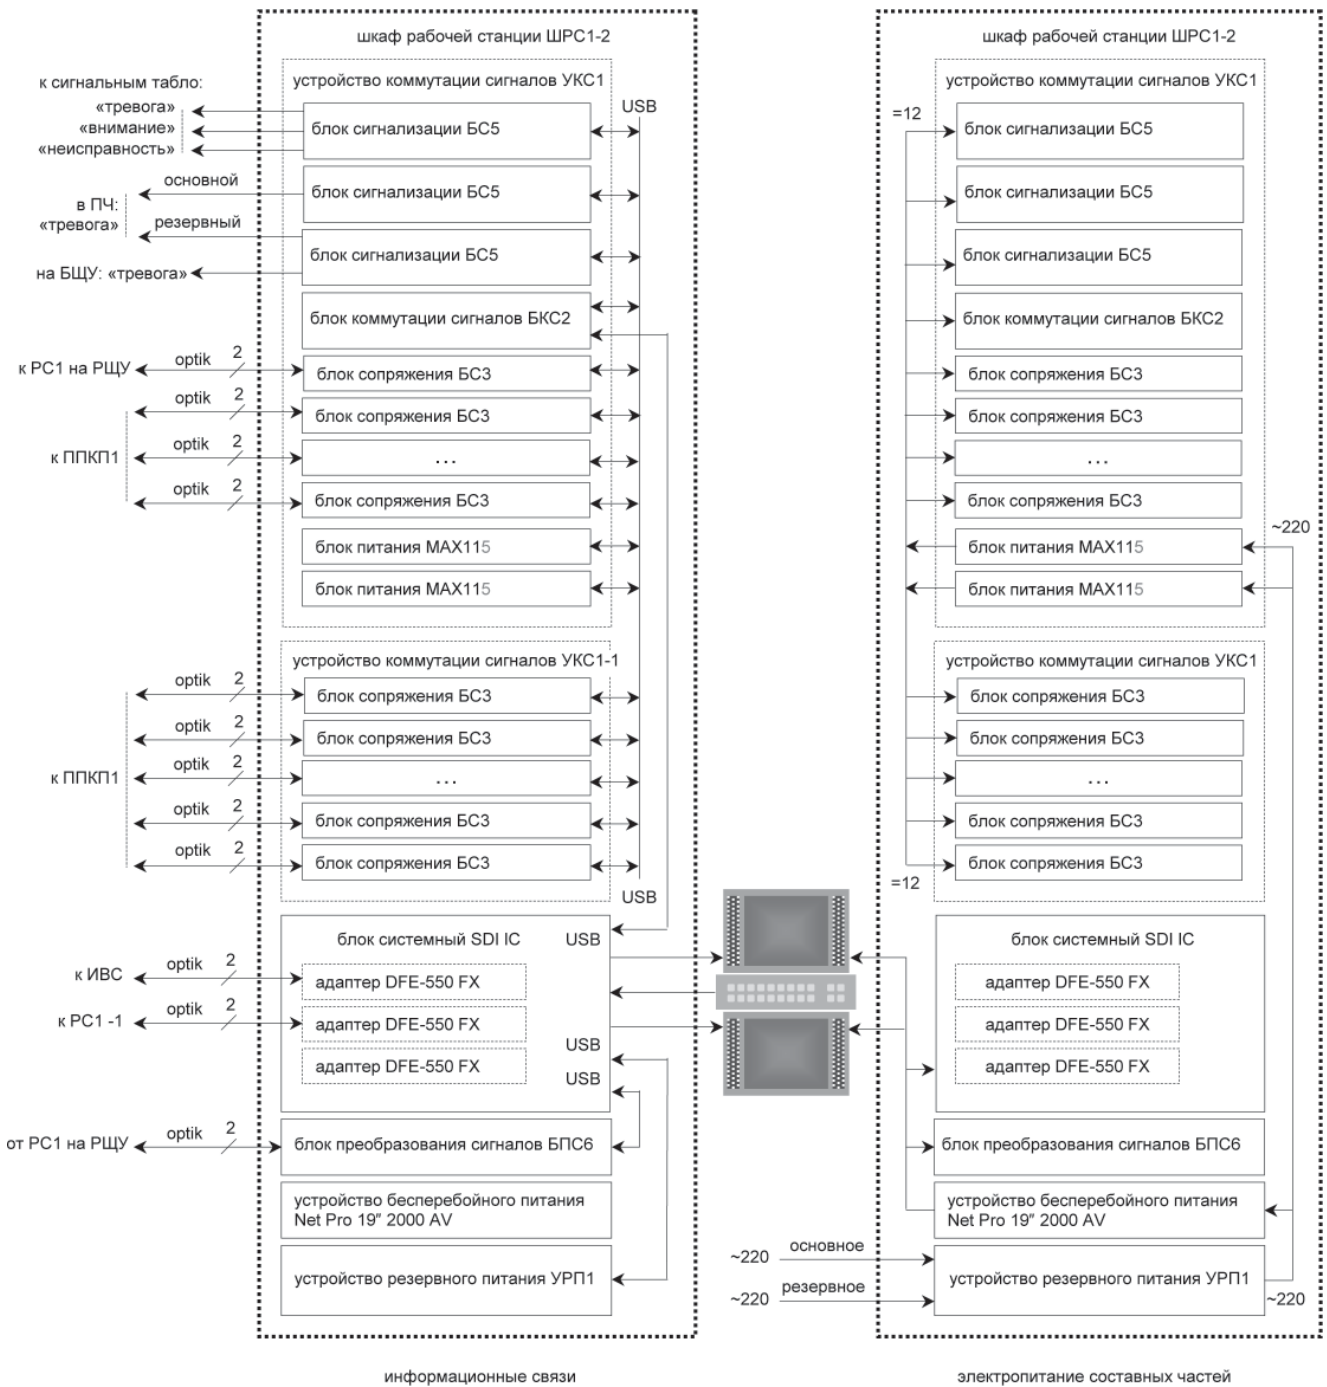 шкаф рабочей станции ШРС1-2
устройство коммутации сигналов УКС1
к сигнальным табло:
«тревога»
«внимание»
«неисправность»
USB
блок сигнализации БС5
основной
в ПЧ:
«тревога»
резервный
блок сигнализации БС5
блок сигнализации БС5
на БЩУ: «тревога»
блок коммутации сигналов БКС2
к РС1 на РЩУ
optik
2
блок сопряжения БС3
optik
2
блок сопряжения БС3
к ППКП1
optik
2
...
optik
2
блок сопряжения БС3
блок питания МАХ115
блок питания МАХ115
устройство коммутации сигналов УКС1-1
optik
2
блок сопряжения БС3
optik
2
блок сопряжения БС3
к ППКП1
optik
2
...
optik
2
блок сопряжения БС3
optik
2
блок сопряжения БС3
USB
блок системный SDI IC
USB
к ИВС
optik
2
адаптер DFE-550 FX
к РС1 -1
optik
2
адаптер DFE-550 FX
USB
адаптер DFE-550 FX
USB
от РС1 на РЩУ
optik
2
блок преобразования сигналов БПС6
устройство бесперебойного питания
Net Pro 19″ 2000 AV
устройство резервного питания УРП1
информационные связи
шкаф рабочей станции ШРС1-2
устройство коммутации сигналов УКС1
=12
блок сигнализации БС5
блок сигнализации БС5
блок сигнализации БС5
блок коммутации сигналов БКС2
блок сопряжения БС3
блок сопряжения БС3
...
блок сопряжения БС3
~220
блок питания МАХ115
блок питания МАХ115
устройство коммутации сигналов УКС1
блок сопряжения БС3
блок сопряжения БС3
...
блок сопряжения БС3
блок сопряжения БС3
=12
блок системный SDI IC
адаптер DFE-550 FX
адаптер DFE-550 FX
адаптер DFE-550 FX
блок преобразования сигналов БПС6
устройство бесперебойного питания
Net Pro 19″ 2000 AV
~220
основное
~220
резервное
устройство резервного питания УРП1
~220
электропитание составных частей